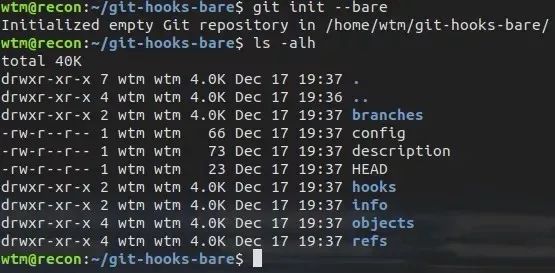 wtm@recon:~/git-hooks-bare$ git init --bare
Initialized empty Git repository in /home/wtm/git-hooks-bare/
wtm@recon:~/git-hooks-bare$ ls -alh
total 40K
drwxr-xr-x 7 wtm wtm 4.0K Dec 17 19:37 .
drwxr-xr-x 4 wtm wtm 4.0K Dec 17 19:36 ..
drwxr-xr-x 2 wtm wtm 4.0K Dec 17 19:37 branches
-rw-r--r-- 1 wtm wtm   66 Dec 17 19:37 config
-rw-r--r-- 1 wtm wtm   73 Dec 17 19:37 description
-rw-r--r-- 1 wtm wtm   23 Dec 17 19:37 HEAD
drwxr-xr-x 2 wtm wtm 4.0K Dec 17 19:37 hooks
drwxr-xr-x 2 wtm wtm 4.0K Dec 17 19:37 info
drwxr-xr-x 4 wtm wtm 4.0K Dec 17 19:37 objects
drwxr-xr-x 4 wtm wtm 4.0K Dec 17 19:37 refs
wtm@recon:~/git-hooks-bare$